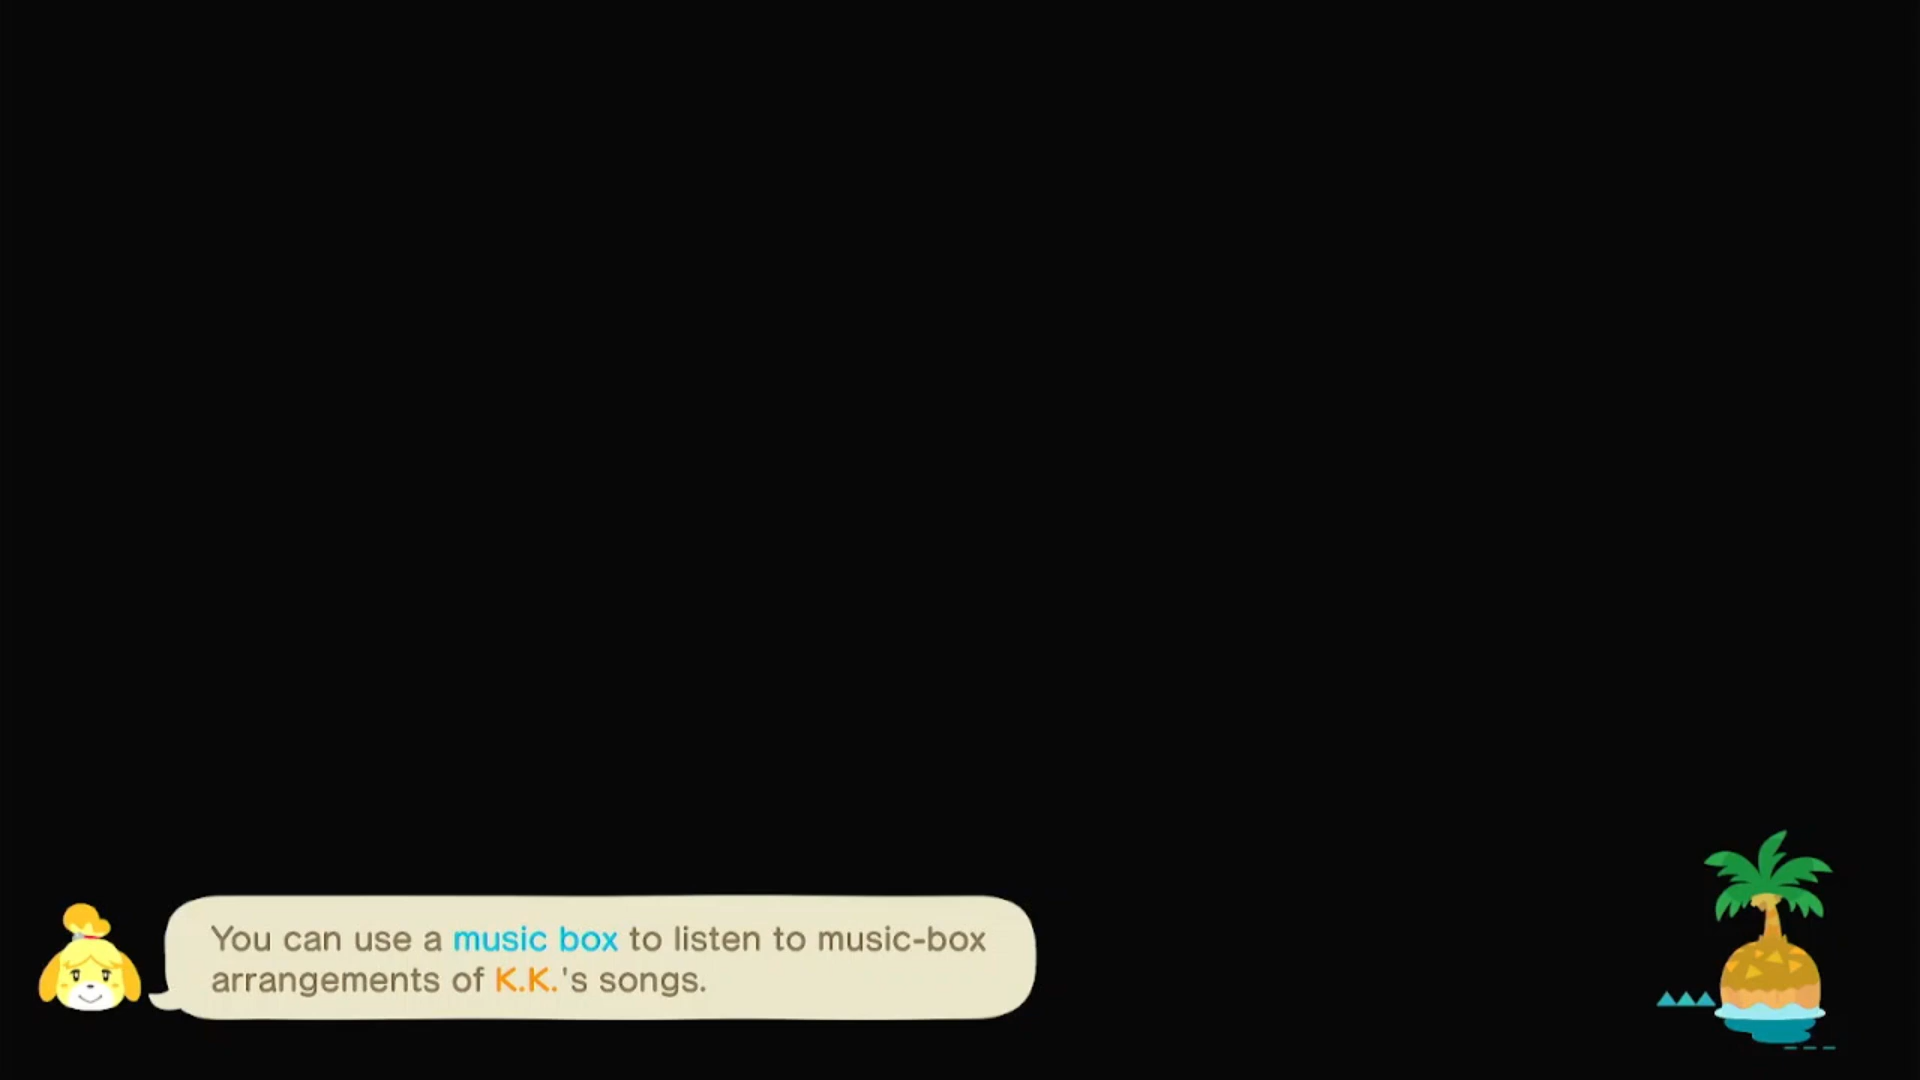 You can use a music box to listen to music-box
arrangements of K.K.'s songs.